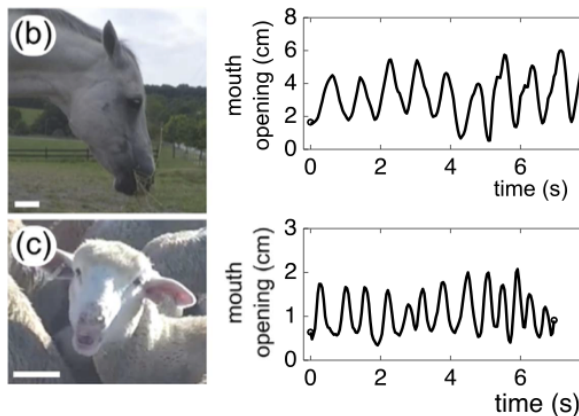 (b)
mouth
opening (cm)
8
6
4
2
0
0 2 4 6
time (s)
(c)
mouth
opening (cm)
3
2
1
0
0 2 4 6
time (s)